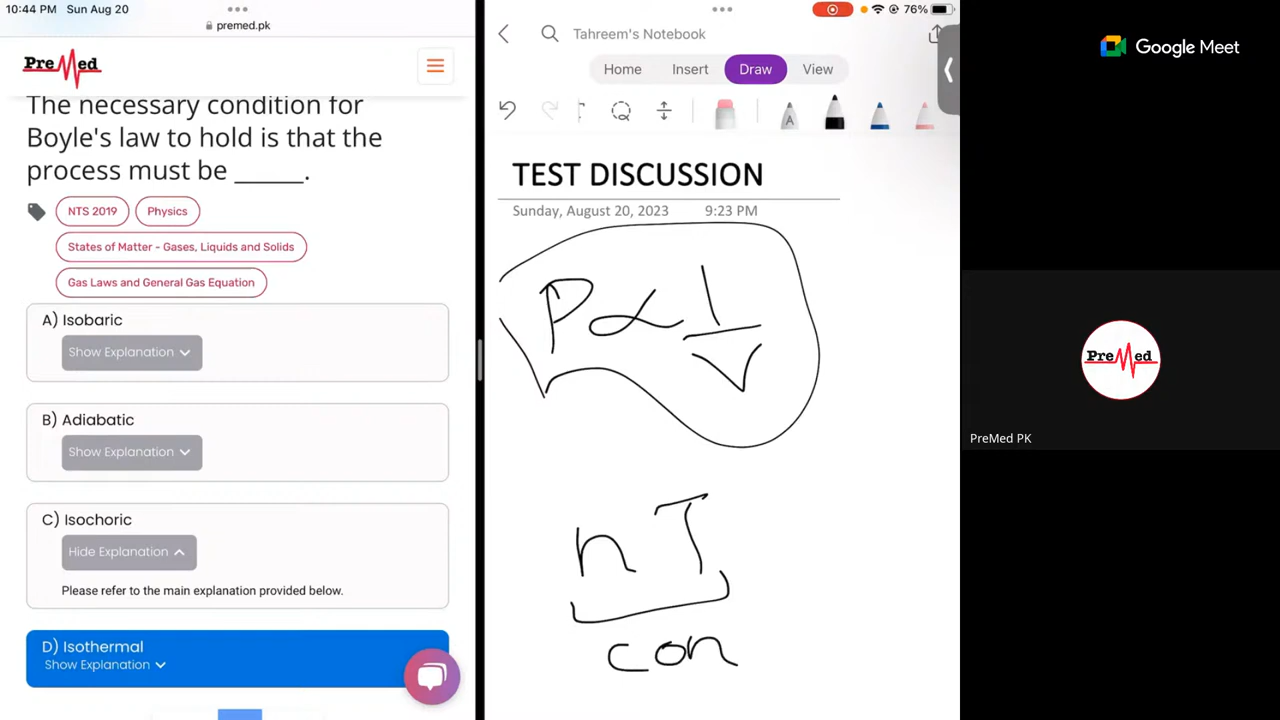 10:44 PM Sun Aug 20
premed.pk
PreMed
The necessary condition for
Boyle's law to hold is that the
process must be ______.
NTS 2019
Physics
States of Matter - Gases, Liquids and Solids
Gas Laws and General Gas Equation
A) Isobaric
Show Explanation
B) Adiabatic
Show Explanation
C) Isochoric
Hide Explanation
Please refer to the main explanation provided below.
D) Isothermal
Show Explanation
76%
Tahreem's Notebook
Home Insert Draw View
A
TEST DISCUSSION
Sunday, August 20, 2023 9:23 PM
P ∝ 1/V
n T
con
Google Meet
PreMed
PreMed PK